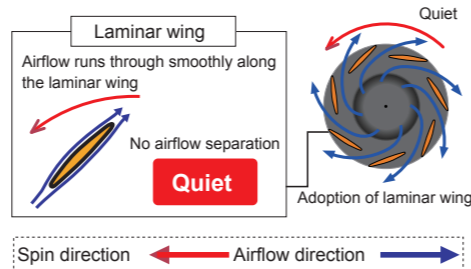 Laminar wing
Airflow runs through smoothly along
the laminar wing
No airflow separation
Quiet
Quiet
Adoption of laminar wing
Spin direction
Airflow direction